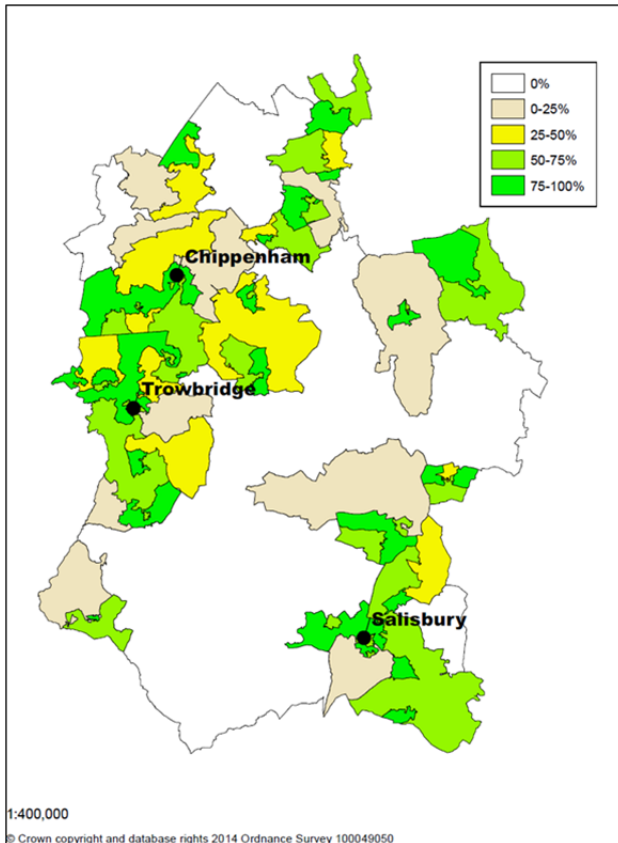 0%
0-25%
25-50%
50-75%
75-100%
Chippenham
Trowbridge
Salisbury
1:400,000
© Crown copyright and database rights 2014 Ordnance Survey 100049050